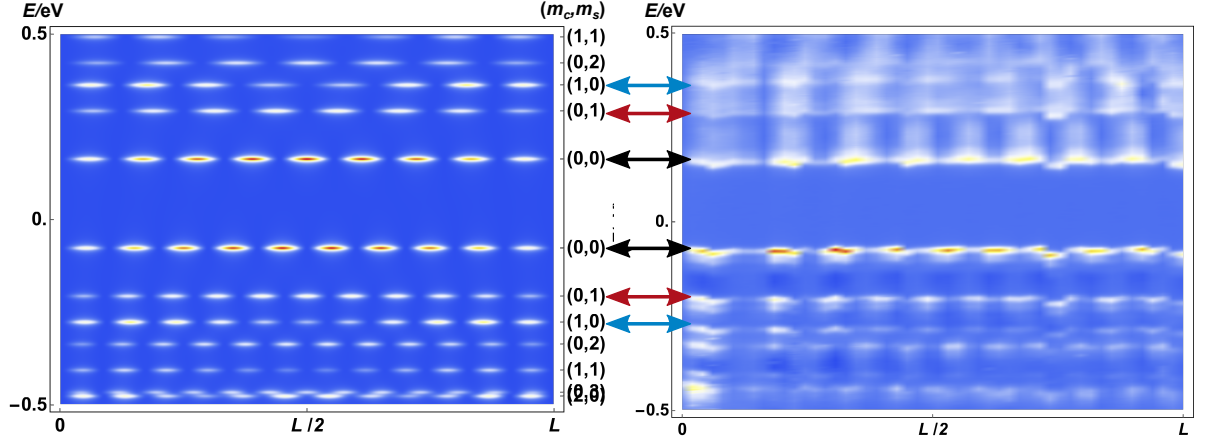 E/eV
(m_c,m_s)
E/eV
0.5
(1,1)
0.5
(0,2)
(1,0)
(0,1)
(0,0)
0.
0.
(0,0)
(0,1)
(1,0)
(0,2)
(1,1)
−0.5
−0.5
0
L/2
L
0
L/2
L